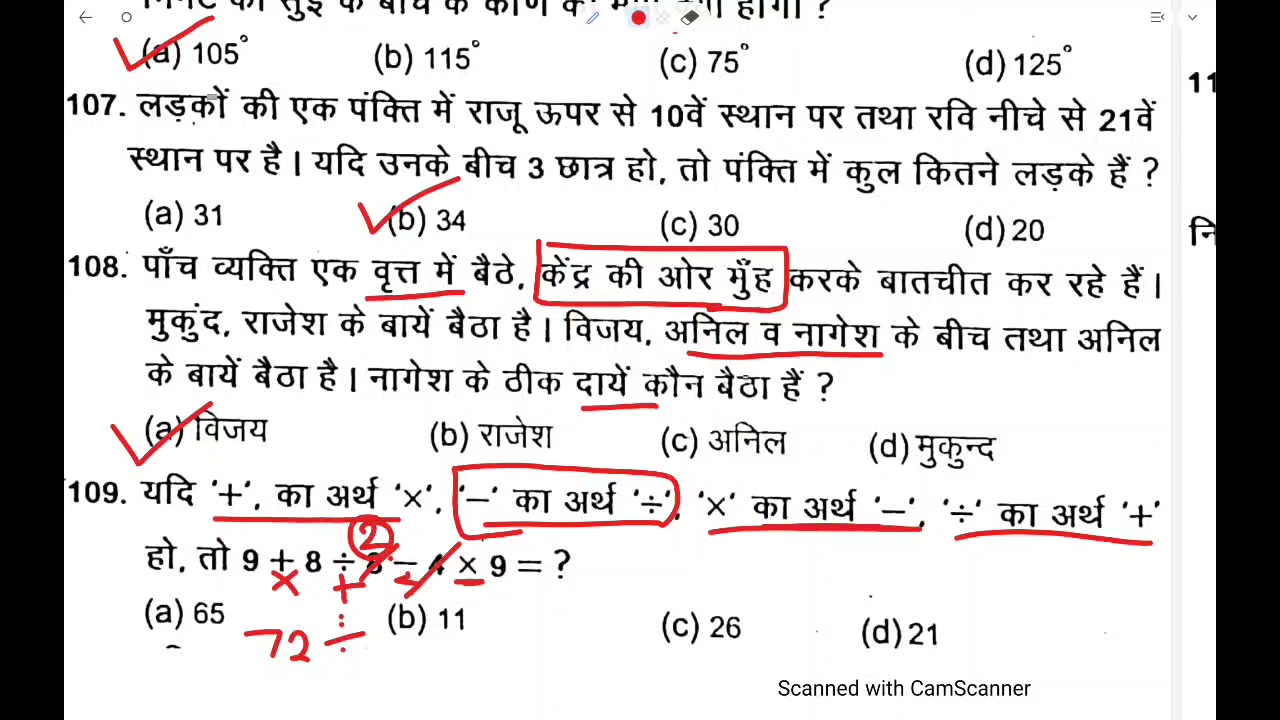 (a) 105° (b) 115° (c) 75° (d) 125°
107. लड़कों की एक पंक्ति में राजू ऊपर से 10वें स्थान पर तथा रवि नीचे से 21वें
स्थान पर है। यदि उनके बीच 3 छात्र हो, तो पंक्ति में कुल कितने लड़के हैं ?
(a) 31 (b) 34 (c) 30 (d) 20
108. पाँच व्यक्ति एक वृत्त में बैठे, केंद्र की ओर मुँह करके बातचीत कर रहे हैं।
मुकुंद, राजेश के बायें बैठा है। विजय, अनिल व नागेश के बीच तथा अनिल
के बायें बैठा है। नागेश के ठीक दायें कौन बैठा हैं ?
(a) विजय (b) राजेश (c) अनिल (d) मुकुन्द
109. यदि '+', का अर्थ '×', '−' का अर्थ '÷', '×' का अर्थ '−', '÷' का अर्थ '+'
2
हो, तो 9 + 8 ÷ 8 − 4 × 9 = ?
× + ÷
(a) 65 (b) 11 (c) 26 (d) 21
72 ÷
Scanned with CamScanner
11
नि